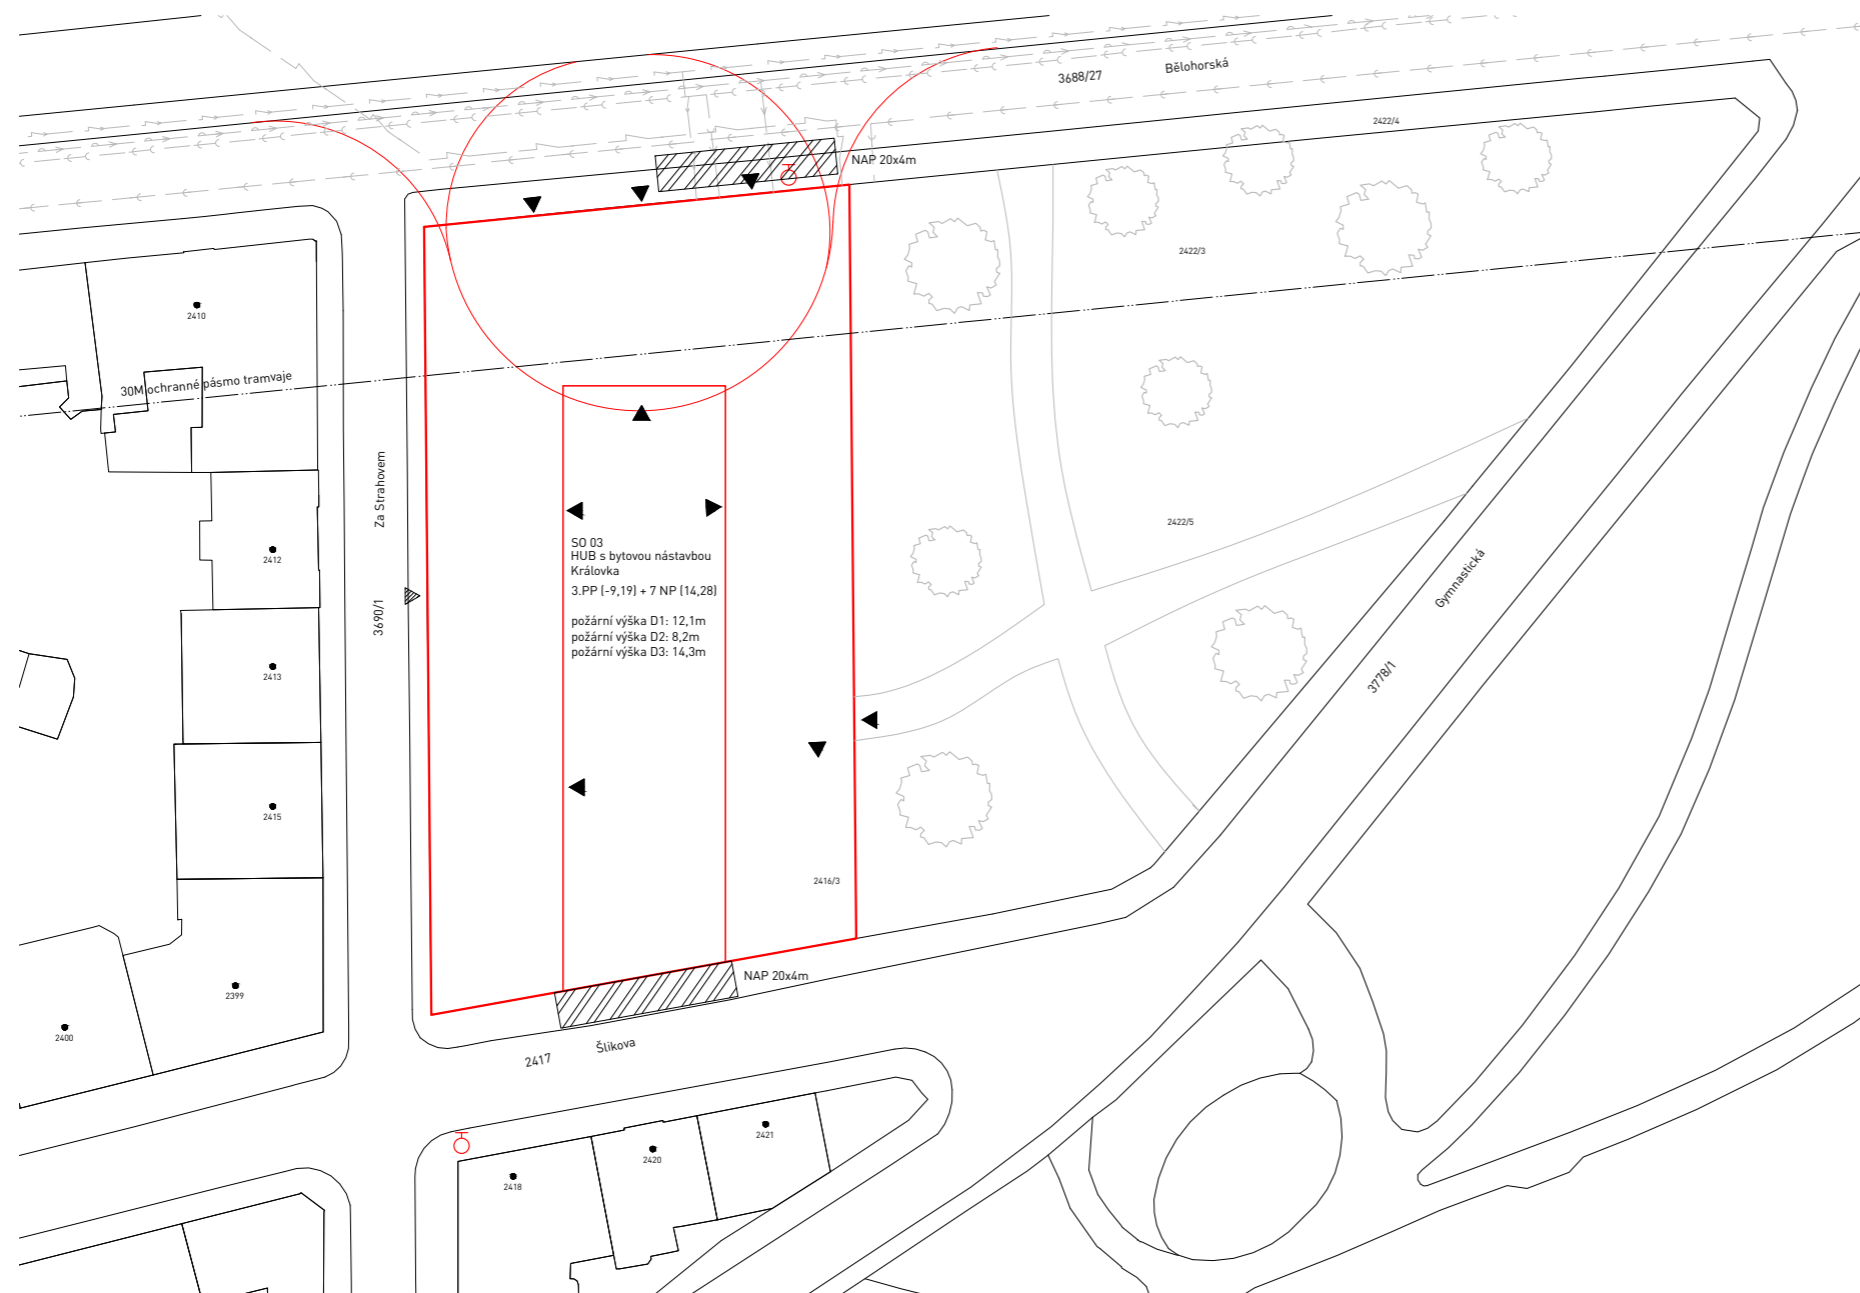 Bělohorská
3688/27
2422/4
NAP 20x4m
2422/3
2410
30M ochranné pásmo tramvaje
Za Strahovem
3690/1
2412
2413
2415
2399
2400
SO 03
HUB s bytovou nástavbou
Královka
3.PP (-9,19) + 7 NP (14,28)
požární výška D1: 12,1m
požární výška D2: 8,2m
požární výška D3: 14,3m
2422/5
Gymnastická
3778/1
2416/3
NAP 20x4m
Šlikova
2417
2418
2420
2421